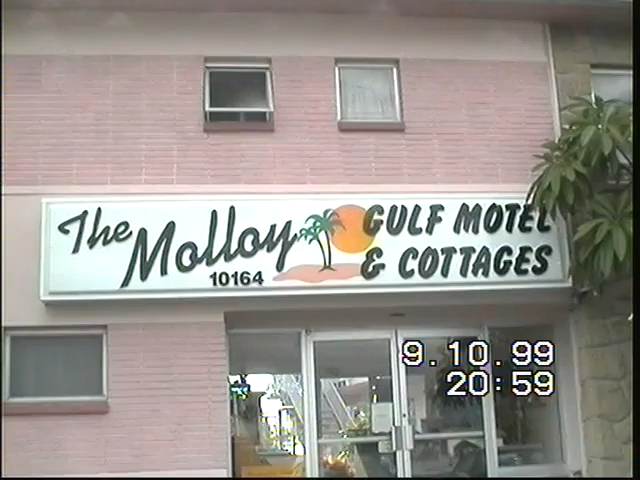 The Molloy
10164
GULF MOTEL
& COTTAGES
9.10.99
20:59